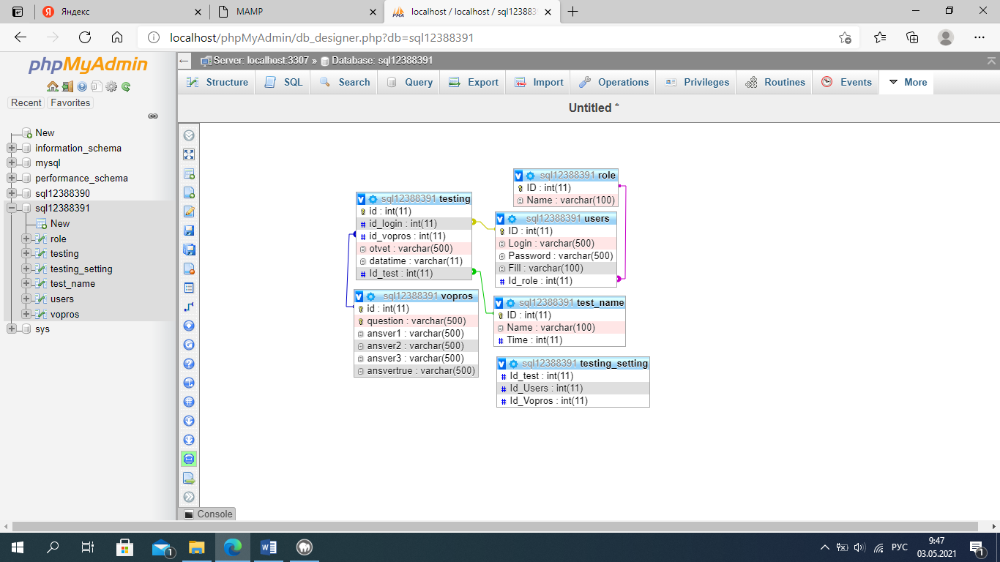 Яндекс
MAMP
localhost / localhost / sql123883
localhost/phpMyAdmin/db_designer.php?db=sql12388391
phpMyAdmin
Recent Favorites
New
information_schema
mysql
performance_schema
sql12388390
sql12388391
New
role
testing
testing_setting
test_name
users
vopros
sys
Server: localhost:3307 » Database: sql12388391
Structure SQL Search Query Export Import Operations Privileges Routines Events More
Untitled *
sql12388391 role
ID : int(11)
Name : varchar(100)
sql12388391 testing
id : int(11)
id_login : int(11)
id_vopros : int(11)
otvet : varchar(500)
datatime : varchar(11)
Id_test : int(11)
sql12388391 users
ID : int(11)
Login : varchar(500)
Password : varchar(500)
Fill : varchar(100)
Id_role : int(11)
sql12388391 vopros
id : int(11)
question : varchar(500)
ansver1 : varchar(500)
ansver2 : varchar(500)
ansver3 : varchar(500)
ansvertrue : varchar(500)
sql12388391 test_name
ID : int(11)
Name : varchar(100)
Time : int(11)
sql12388391 testing_setting
Id_test : int(11)
Id_Users : int(11)
Id_Vopros : int(11)
Console
1
РУС
9:47
03.05.2021
1